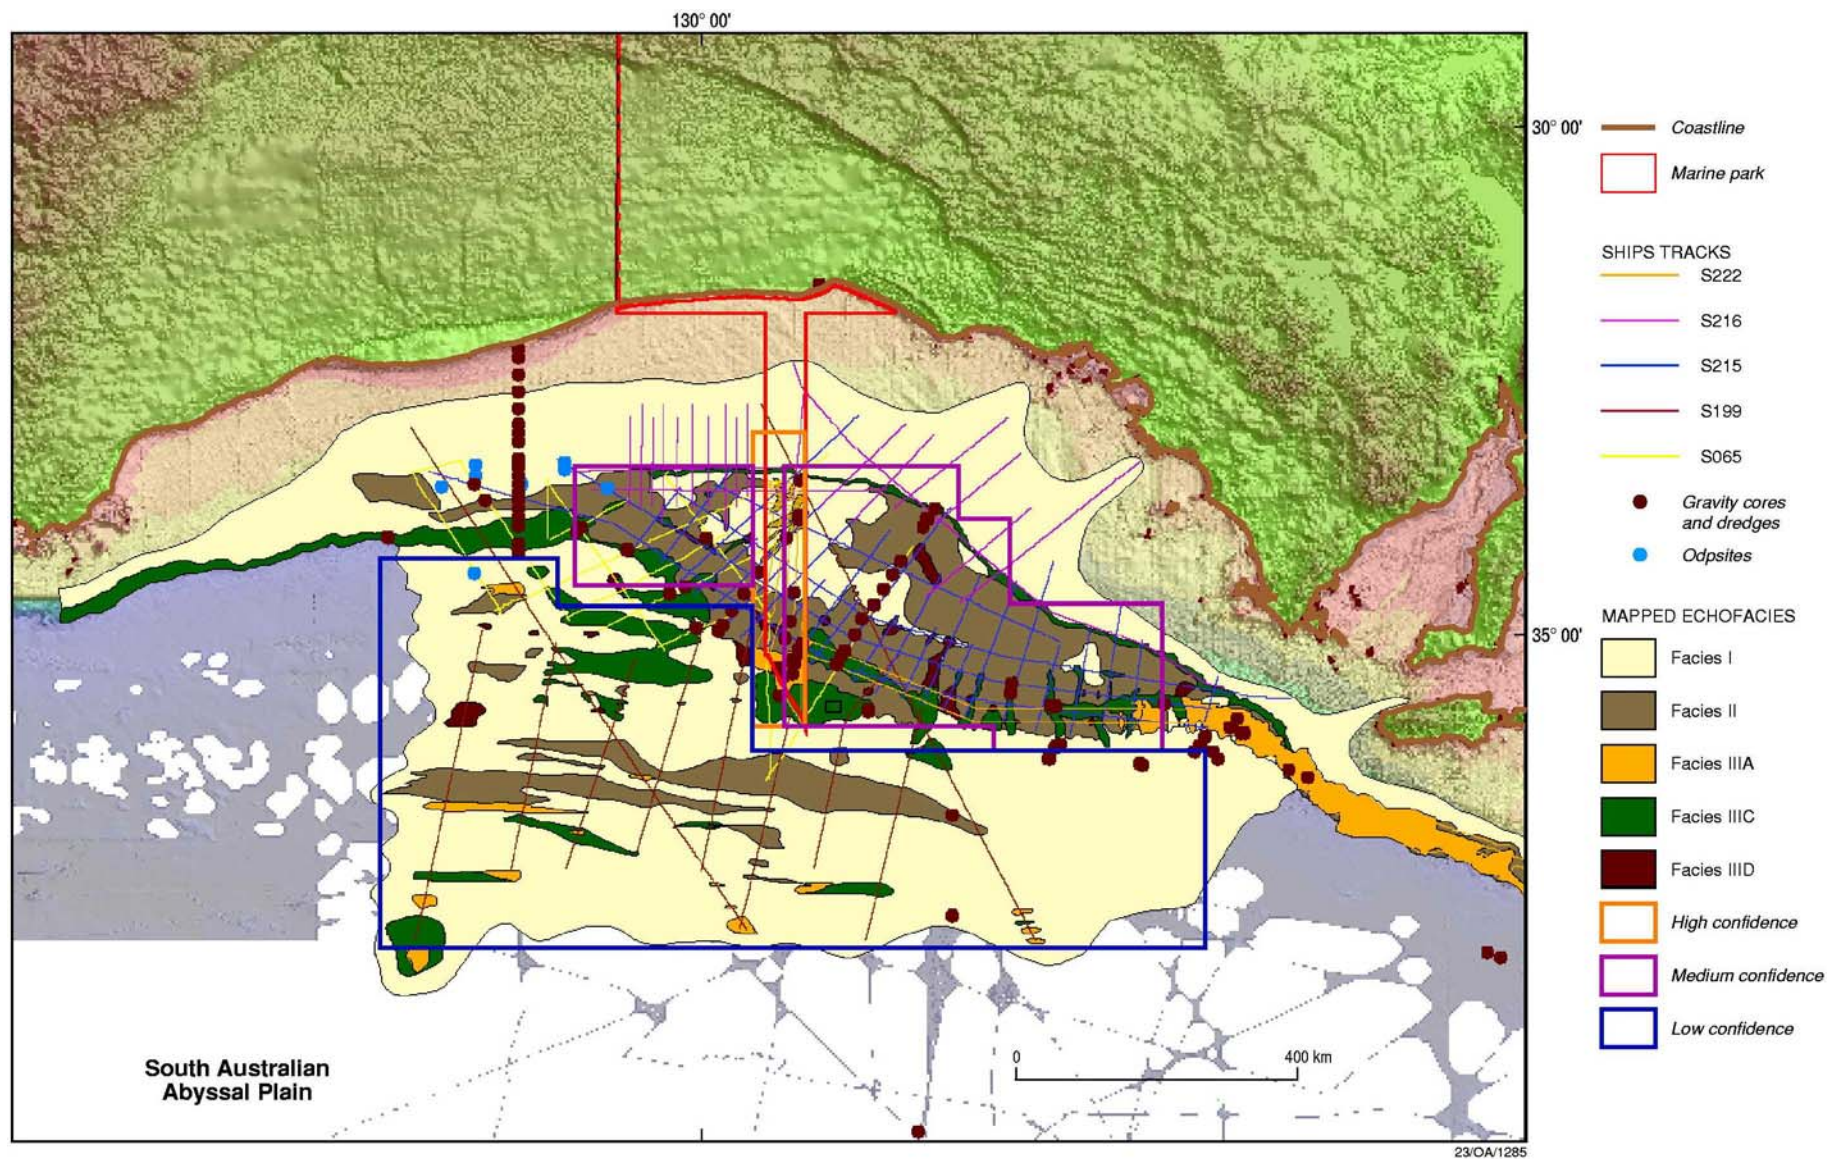 130° 00'
30° 00'
35° 00'
Coastline
Marine park
SHIPS TRACKS
S222
S216
S215
S199
S065
Gravity cores
and dredges
Odpsites
MAPPED ECHOFACIES
Facies I
Facies II
Facies IIIA
Facies IIIC
Facies IIID
High confidence
Medium confidence
Low confidence
South Australian
Abyssal Plain
0 400 km
23/OA/1285